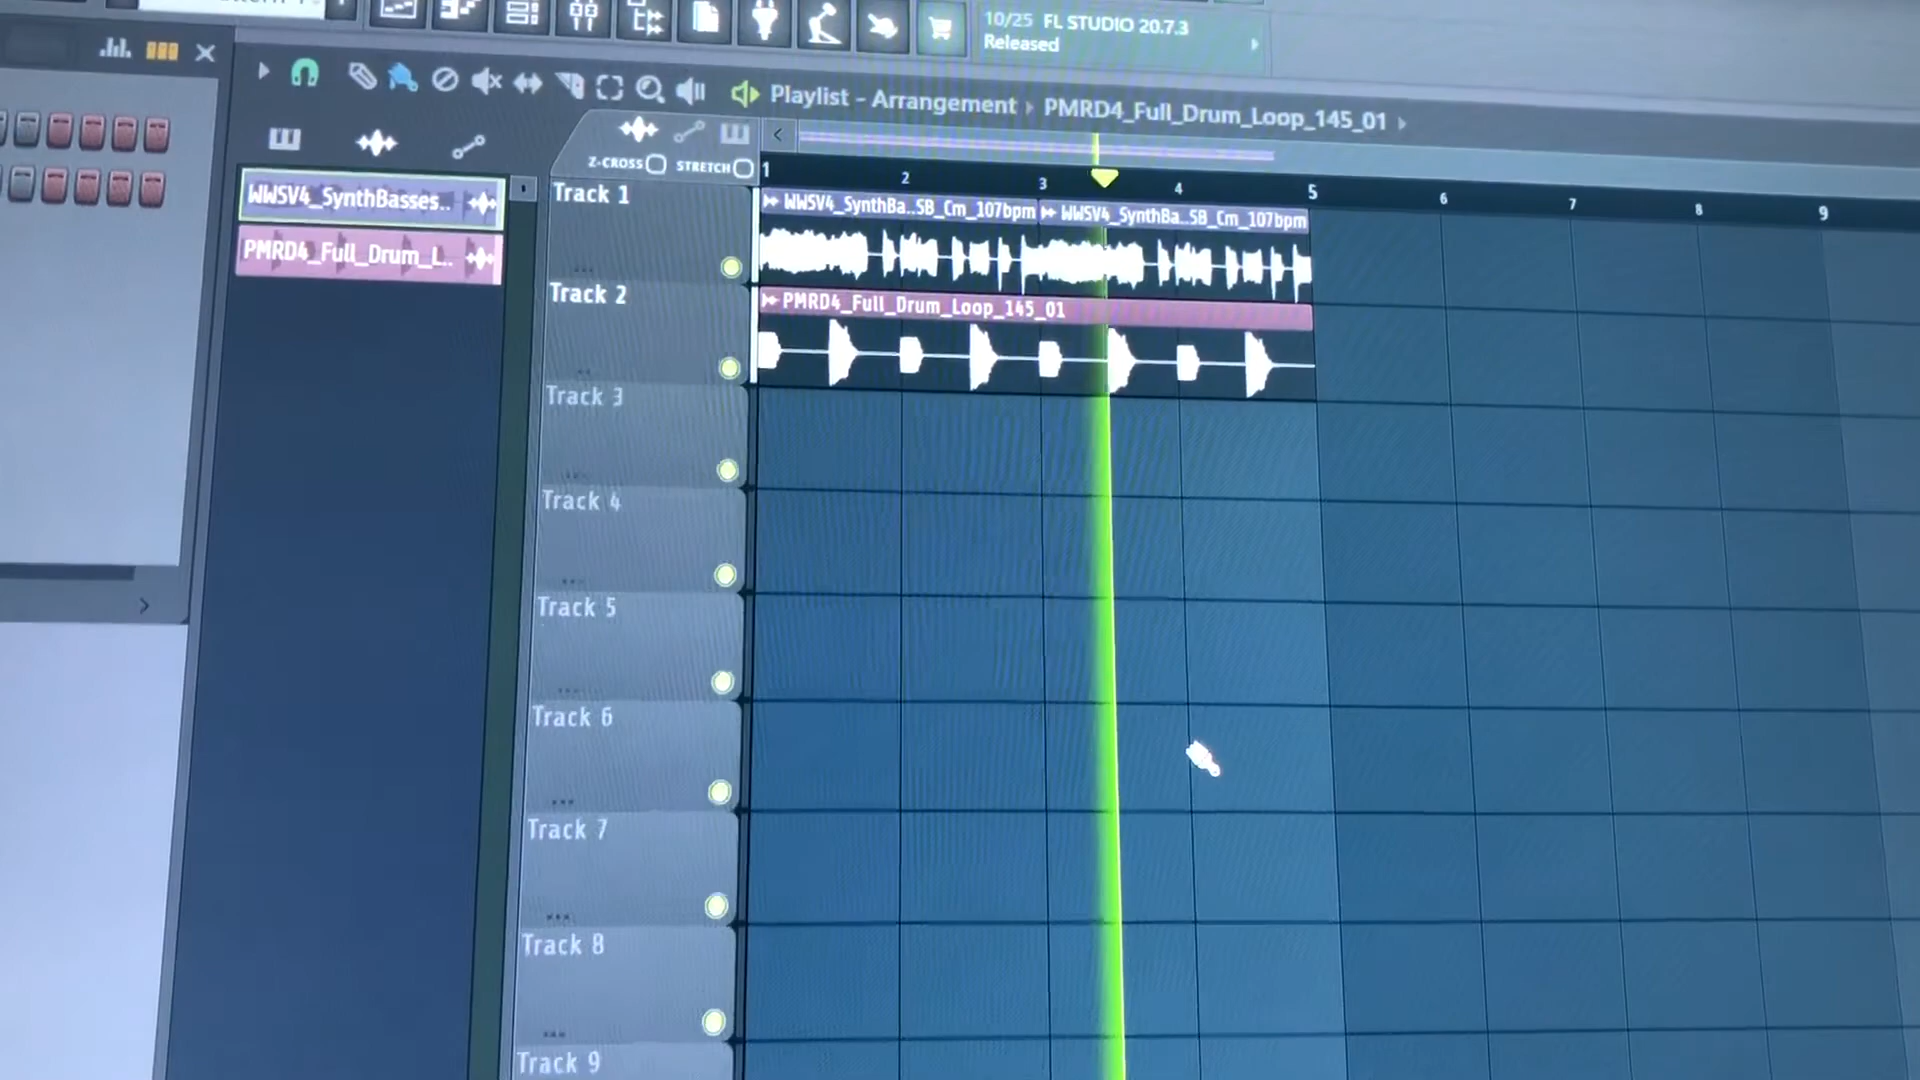 10/25 FL STUDIO 20.7.3
Released
Playlist - Arrangement › PMRD4_Full_Drum_Loop_145_01 ›
Z-CROSS STRETCH
1 2 3 4 5 6 7 8 9
WWSV4_SynthBasses..
PMRD4_Full_Drum_L..
Track 1
WWSV4_SynthBa..SB_Cm_107bpm
WWSV4_SynthBa..SB_Cm_107bpm
Track 2
PMRD4_Full_Drum_Loop_145_01
Track 3
Track 4
Track 5
Track 6
Track 7
Track 8
Track 9